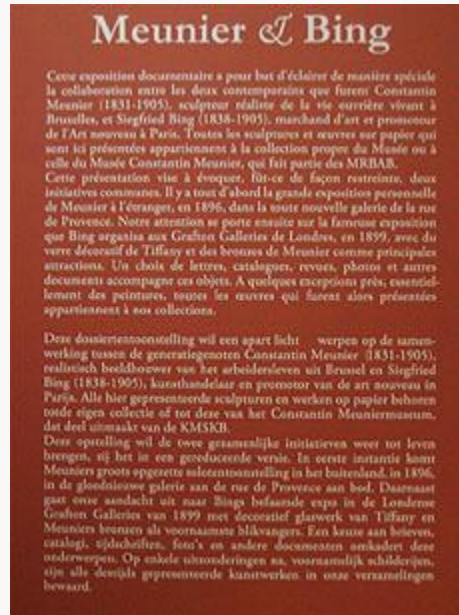 Meunier & Bing
Cette exposition documentaire a pour but d'éclairer de manière spéciale
la collaboration entre les deux contemporains que furent Constantin
Meunier (1831-1905), sculpteur réaliste de la vie ouvrière vivant à
Bruxelles, et Siegfried Bing (1838-1905), marchand d'art et promoteur
de l'Art nouveau à Paris. Toutes les sculptures et œuvres sur papier qui
sont ici présentées appartiennent à la collection propre du Musée ou à
celle du Musée Constantin Meunier, qui fait partie des MRBAB.
Cette présentation vise à évoquer, fût-ce de façon restreinte, deux
initiatives communes. Il y a tout d'abord la grande exposition personnelle
de Meunier à l'étranger, en 1896, dans la toute nouvelle galerie de la rue
de Provence. Notre attention se porte ensuite sur la fameuse exposition
que Bing organisa aux Grafton Galleries de Londres, en 1899, avec du
verre décoratif de Tiffany et des bronzes de Meunier comme principales
attractions. Un choix de lettres, catalogues, revues, photos et autres
documents accompagne ces objets. A quelques exceptions près, essentiel-
lement des peintures, toutes les œuvres qui furent alors présentées
appartiennent à nos collections.
Deze dossiertentoonstelling wil een apart licht werpen op de samen-
werking tussen de generatiegenoten Constantin Meunier (1831-1905),
realistisch beeldhouwer van het arbeidersleven uit Brussel en Siegfried
Bing (1838-1905), kunsthandelaar en promotor van de art nouveau in
Parijs. Alle hier gepresenteerde sculpturen en werken op papier behoren
totde eigen collectie of tot deze van het Constantin Meuniermuseum,
dat deel uitmaakt van de KMSKB.
Deze opstelling wil de twee gezamenlijke initiatieven weer tot leven
brengen, zij het in een gereduceerde versie. In eerste instantie komt
Meuniers groots opgezette solotentoonstelling in het buitenland, in 1896,
in de gloednieuwe galerie aan de rue de Provence aan bod. Daarnaast
gaat onze aandacht uit naar Bings befaamde expo in de Londense
Grafton Galleries van 1899 met decoratief glaswerk van Tiffany en
Meuniers bronzen als voornaamste blikvangers. Een keuze aan brieven,
catalogi, tijdschriften, foto's en andere documenten omkadert deze
onderwerpen. Op enkele uitzonderingen na, voornamelijk schilderijen,
zijn alle destijds gepresenteerde kunstwerken in onze verzamelingen
bewaard.